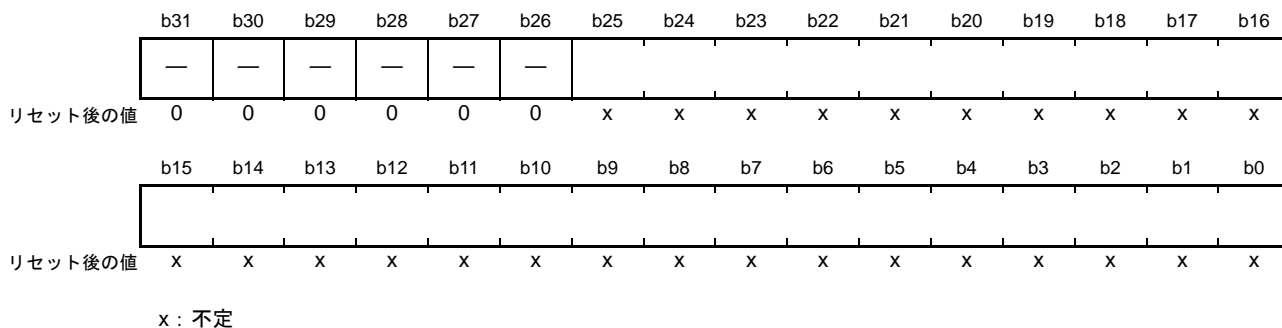 b31 b30 b29 b28 b27 b26 b25 b24 b23 b22 b21 b20 b19 b18 b17 b16
— — — — — —
リセット後の値 0 0 0 0 0 0 x x x x x x x x x x
b15 b14 b13 b12 b11 b10 b9 b8 b7 b6 b5 b4 b3 b2 b1 b0
リセット後の値 x x x x x x x x x x x x x x x x
x : 不定